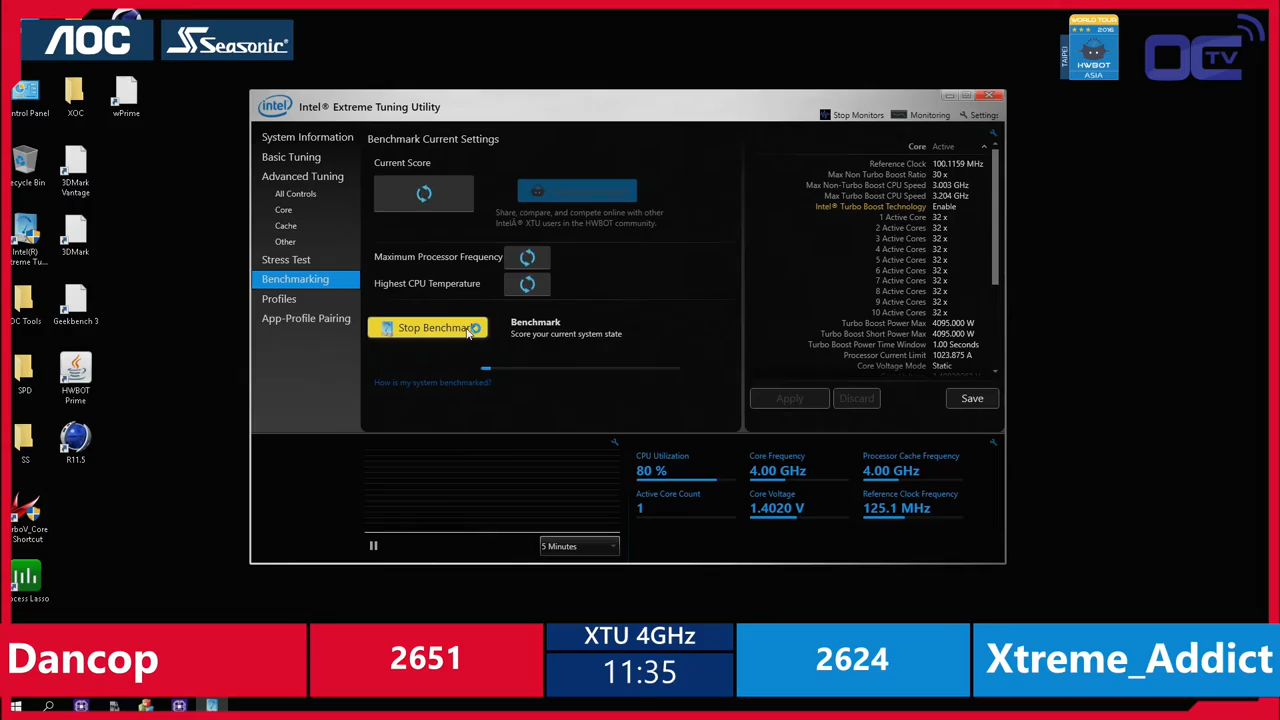 AOC
Seasonic
WORLD TOUR
2016
TAIPEI
HWBOT
ASIA
OC TV
ontrol Panel
XOC
wPrime
ecycle Bin
3DMark
Vantage
Intel(R)
treme Tu...
3DMark
OC Tools
Geekbench 3
SPD
HWBOT
Prime
SS
R11.5
urboV_Core
Shortcut
ocess Lasso
intel
Intel® Extreme Tuning Utility
Stop Monitors
Monitoring
Settings
System Information
Basic Tuning
Advanced Tuning
All Controls
Core
Cache
Other
Stress Test
Benchmarking
Profiles
App-Profile Pairing
Benchmark Current Settings
Current Score
Share, compare, and compete online with other
IntelÂ® XTU users in the HWBOT community.
Maximum Processor Frequency
Highest CPU Temperature
Stop Benchmar
Benchmark
Score your current system state
How is my system benchmarked?
Core Active
Reference Clock 100.1159 MHz
Max Non Turbo Boost Ratio 30 x
Max Non-Turbo Boost CPU Speed 3.003 GHz
Max Turbo Boost CPU Speed 3.204 GHz
Intel® Turbo Boost Technology Enable
1 Active Core 32 x
2 Active Cores 32 x
3 Active Cores 32 x
4 Active Cores 32 x
5 Active Cores 32 x
6 Active Cores 32 x
7 Active Cores 32 x
8 Active Cores 32 x
9 Active Cores 32 x
10 Active Cores 32 x
Turbo Boost Power Max 4095.000 W
Turbo Boost Short Power Max 4095.000 W
Turbo Boost Power Time Window 1.00 Seconds
Processor Current Limit 1023.875 A
Core Voltage Mode Static
Apply
Discard
Save
5 Minutes
CPU Utilization
80 %
Core Frequency
4.00 GHz
Processor Cache Frequency
4.00 GHz
Active Core Count
1
Core Voltage
1.4020 V
Reference Clock Frequency
125.1 MHz
Dancop
2651
XTU 4GHz
11:35
2624
Xtreme_Addict